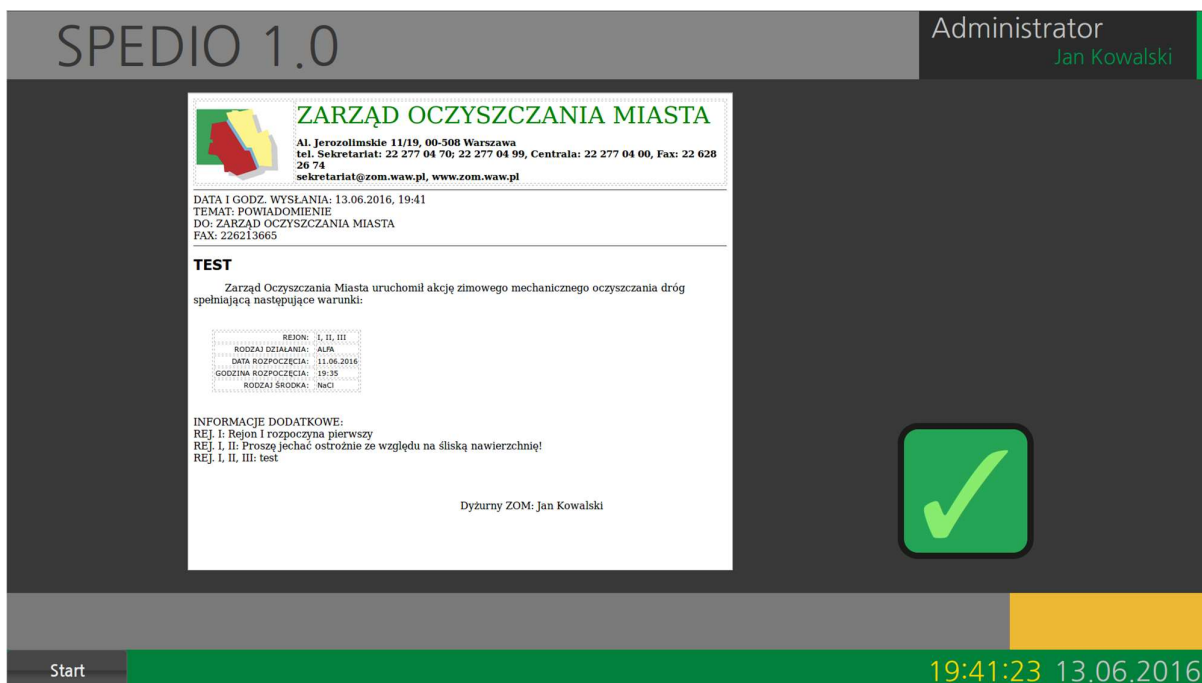 SPEDIO 1.0
Administrator
Jan Kowalski
ZARZĄD OCZYSZCZANIA MIASTA
Al. Jerozolimskie 11/19, 00-508 Warszawa
tel. Sekretariat: 22 277 04 70; 22 277 04 99, Centrala: 22 277 04 00, Fax: 22 628
26 74
sekretariat@zom.waw.pl, www.zom.waw.pl
DATA I GODZ. WYSŁANIA: 13.06.2016, 19:41
TEMAT: POWIADOMIENIE
DO: ZARZĄD OCZYSZCZANIA MIASTA
FAX: 226213665
TEST
Zarząd Oczyszczania Miasta uruchomił akcję zimowego mechanicznego oczyszczania dróg
spełniającą następujące warunki:
REJON: I, II, III
RODZAJ DZIAŁANIA: ALFA
DATA ROZPOCZĘCIA: 11.06.2016
GODZINA ROZPOCZĘCIA: 19:35
RODZAJ ŚRODKA: NaCl
INFORMACJE DODATKOWE:
REJ. I: Rejon I rozpoczyna pierwszy
REJ. I, II: Proszę jechać ostrożnie ze względu na śliską nawierzchnię!
REJ. I, II, III: test
Dyżurny ZOM: Jan Kowalski
Start
19:41:23 13.06.2016